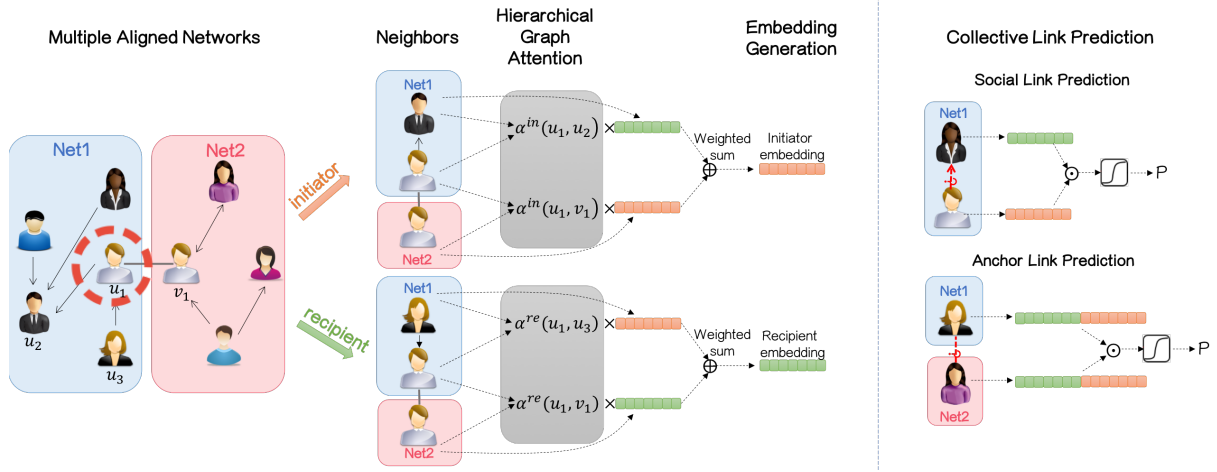 Multiple Aligned Networks
Net1
Net2
u₁
v₁
u₂
u₃
initiator
recipient
Neighbors
Net1
Net2
Net1
Net2
Hierarchical
Graph
Attention
α^{in}(u₁, u₂)
×
α^{in}(u₁, v₁)
×
α^{re}(u₁, u₃)
×
α^{re}(u₁, v₁)
×
Embedding
Generation
Weighted
sum
Initiator
embedding
Weighted
sum
Recipient
embedding
Collective Link Prediction
Social Link Prediction
Net1
?
P
Anchor Link Prediction
Net1
?
Net2
P